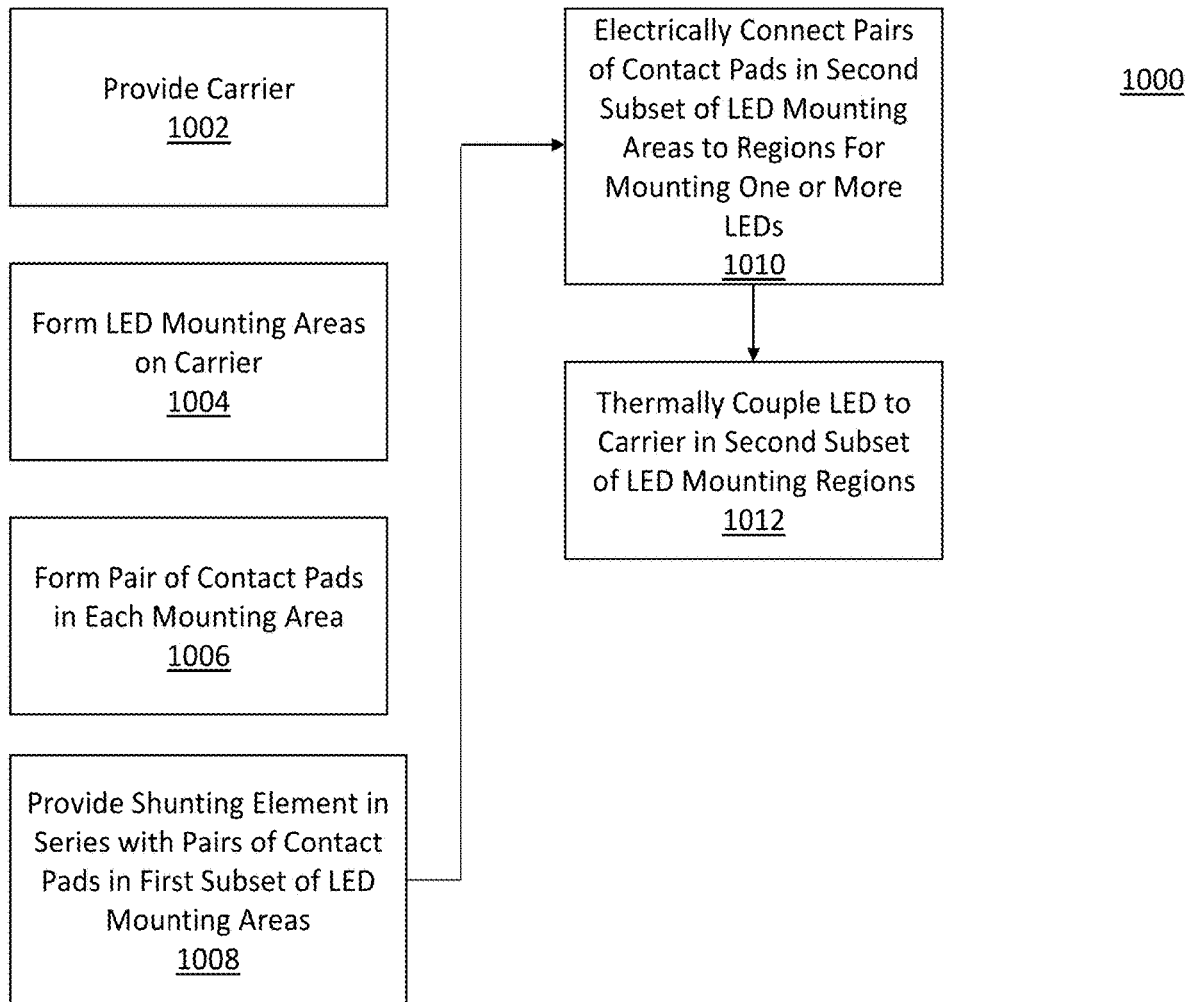 Provide Carrier
1002
Form LED Mounting Areas
on Carrier
1004
Form Pair of Contact Pads
in Each Mounting Area
1006
Provide Shunting Element in
Series with Pairs of Contact
Pads in First Subset of LED
Mounting Areas
1008
Electrically Connect Pairs
of Contact Pads in Second
Subset of LED Mounting
Areas to Regions For
Mounting One or More
LEDs
1010
Thermally Couple LED to
Carrier in Second Subset
of LED Mounting Regions
1012
1000